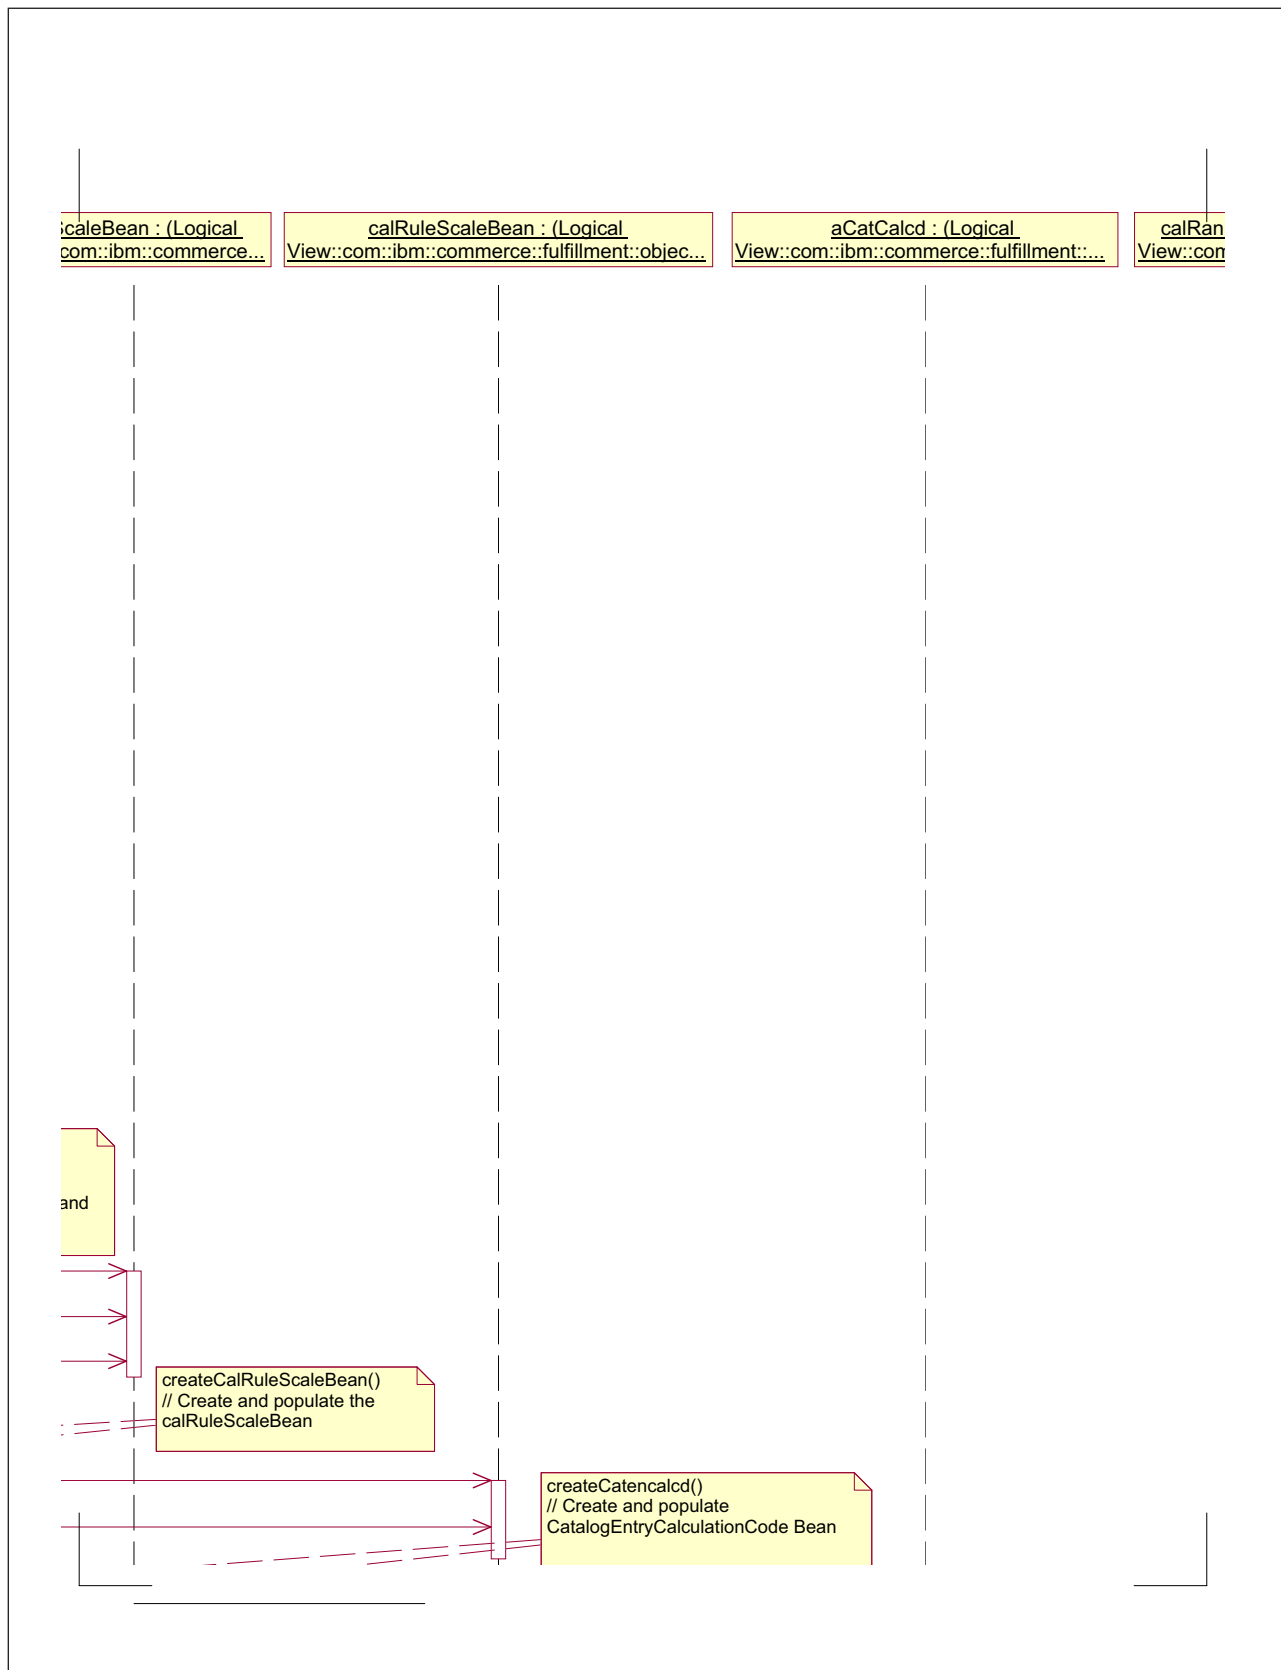 ScaleBean : (Logical
com::ibm::commerce...
calRuleScaleBean : (Logical
View::com::ibm::commerce::fulfillment::objec...
aCatCalcd : (Logical
View::com::ibm::commerce::fulfillment::...
calRan
View::com
and
createCalRuleScaleBean()
// Create and populate the
calRuleScaleBean
createCatencalcd()
// Create and populate
CatalogEntryCalculationCode Bean